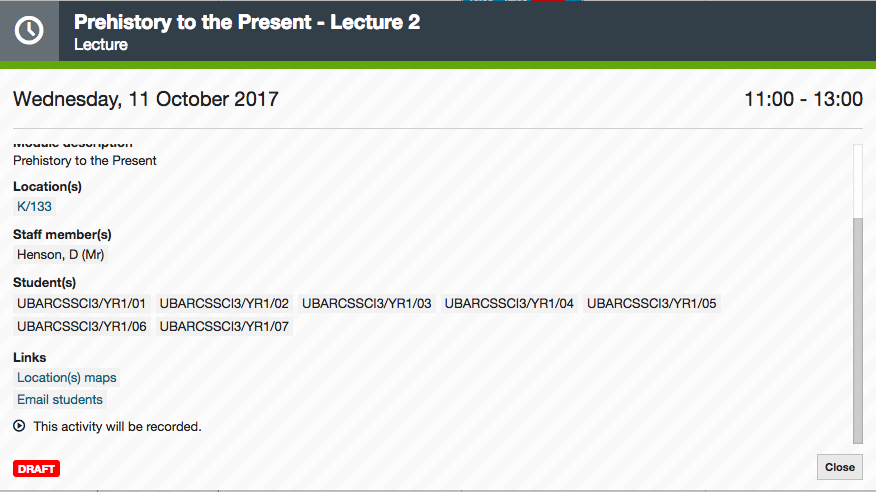 Prehistory to the Present - Lecture 2
Lecture
Wednesday, 11 October 2017 11:00 - 13:00
Module description
Prehistory to the Present
Location(s)
K/133
Staff member(s)
Henson, D (Mr)
Student(s)
UBARCSSCI3/YR1/01 UBARCSSCI3/YR1/02 UBARCSSCI3/YR1/03 UBARCSSCI3/YR1/04 UBARCSSCI3/YR1/05
UBARCSSCI3/YR1/06 UBARCSSCI3/YR1/07
Links
Location(s) maps
Email students
This activity will be recorded.
DRAFT Close